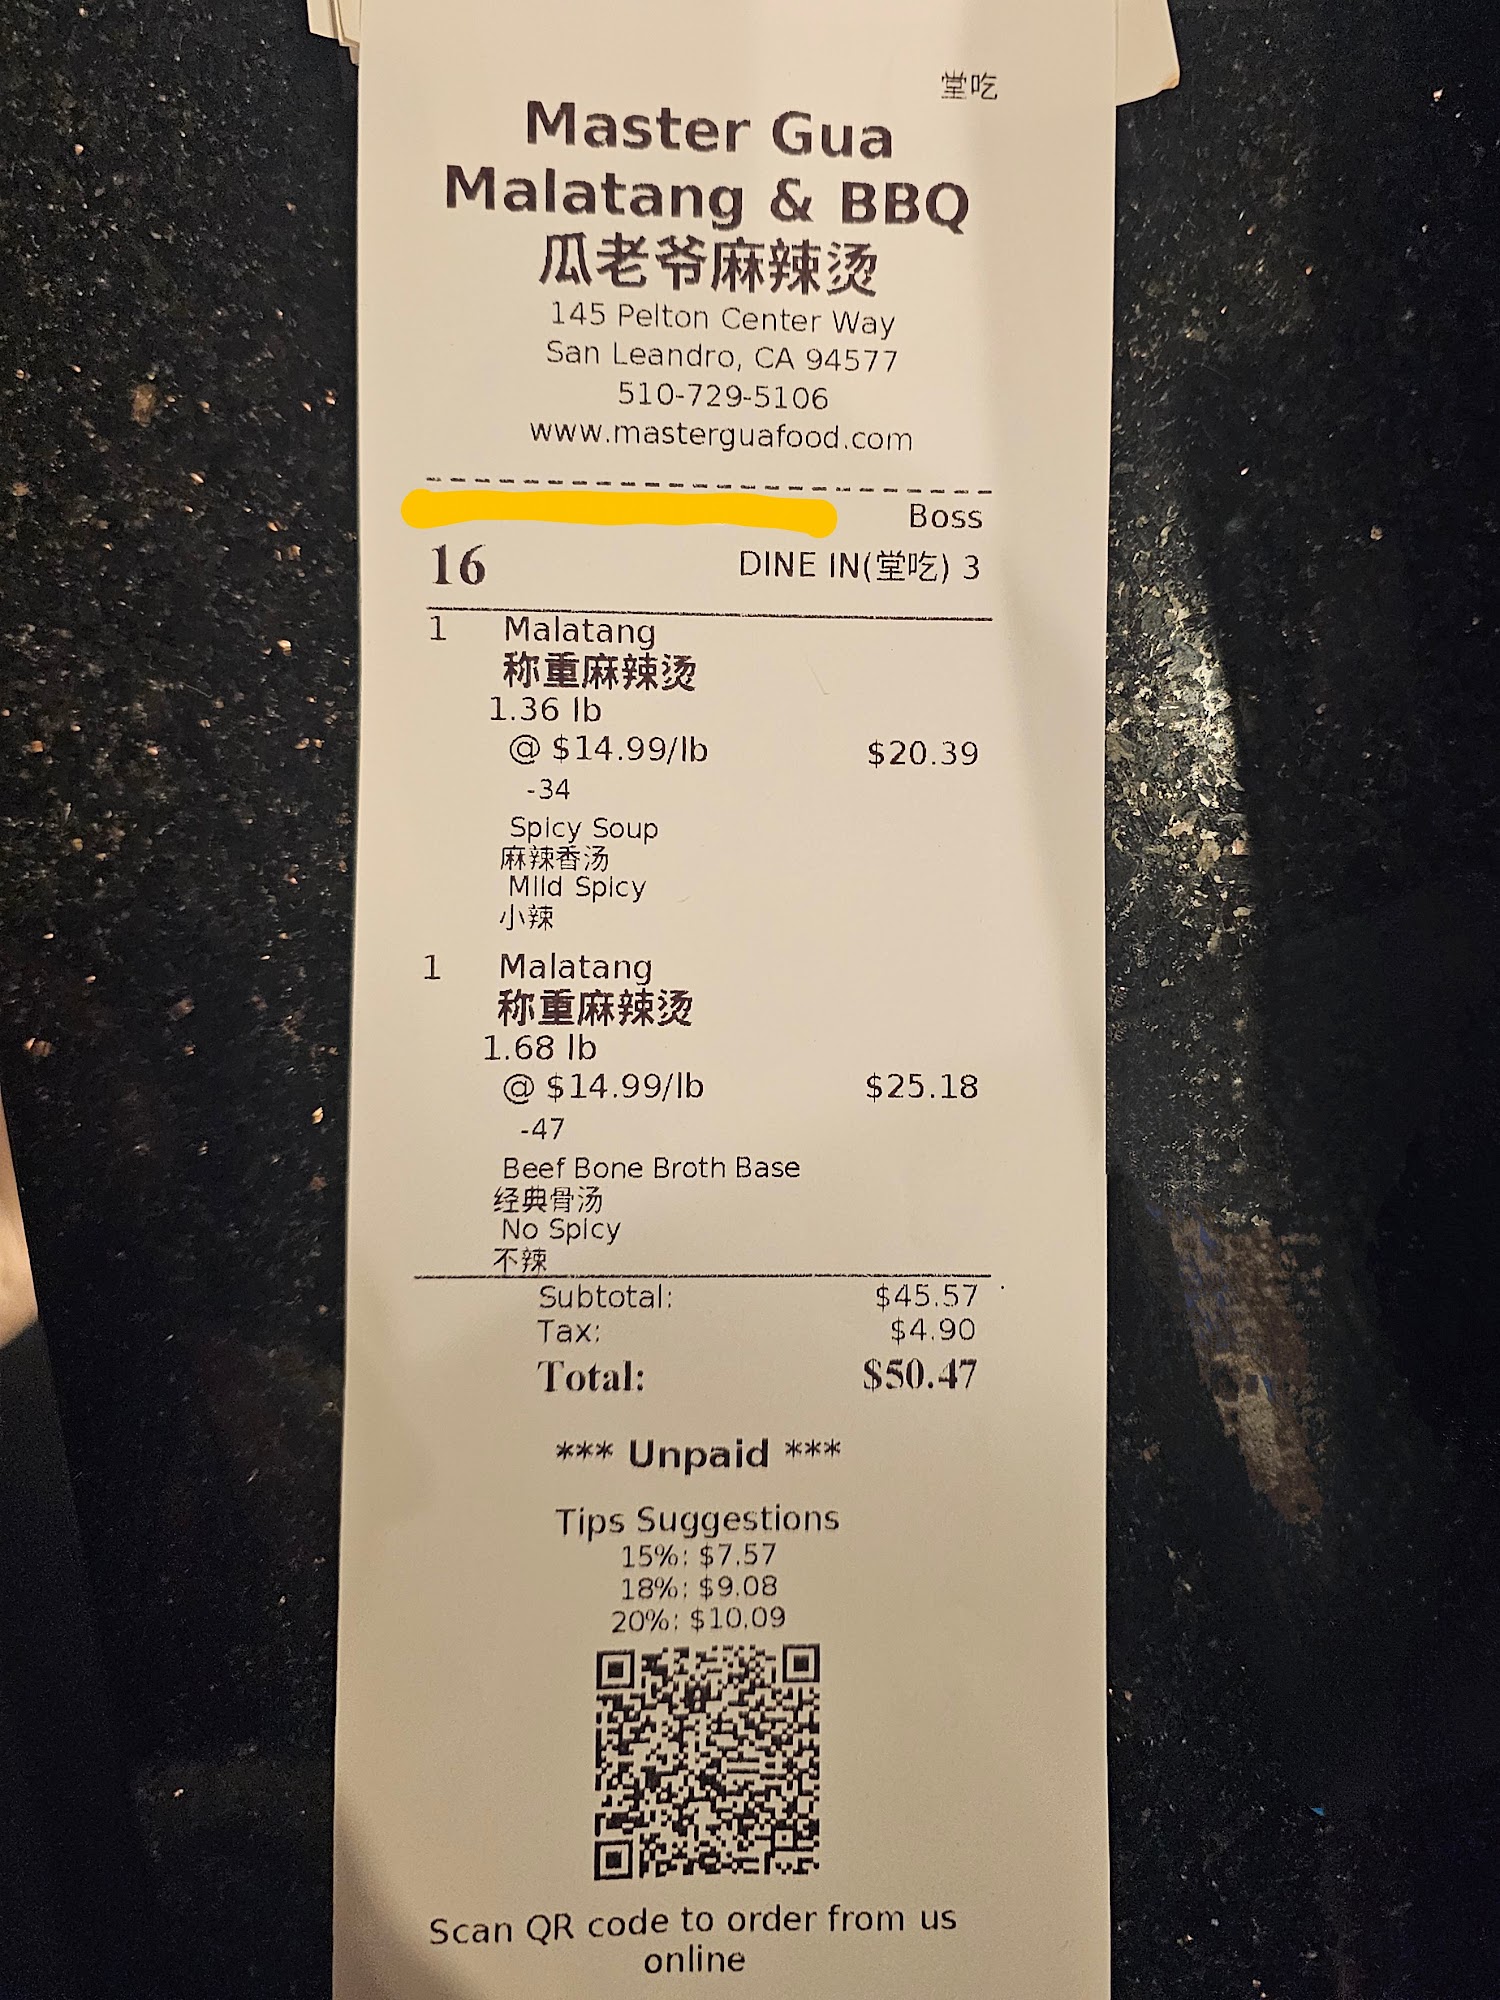 堂吃
Master Gua
Malatang & BBQ
瓜老爷麻辣烫
145 Pelton Center Way
San Leandro, CA 94577
510-729-5106
www.masterguafood.com
Boss
16 DINE IN(堂吃) 3
1 Malatang
称重麻辣烫
1.36 lb
@ $14.99/lb $20.39
-34
Spicy Soup
麻辣香汤
Mild Spicy
小辣
1 Malatang
称重麻辣烫
1.68 lb
@ $14.99/lb $25.18
-47
Beef Bone Broth Base
经典骨汤
No Spicy
不辣
Subtotal: $45.57
Tax: $4.90
Total: $50.47
*** Unpaid ***
Tips Suggestions
15%: $7.57
18%: $9.08
20%: $10.09
Scan QR code to order from us
online